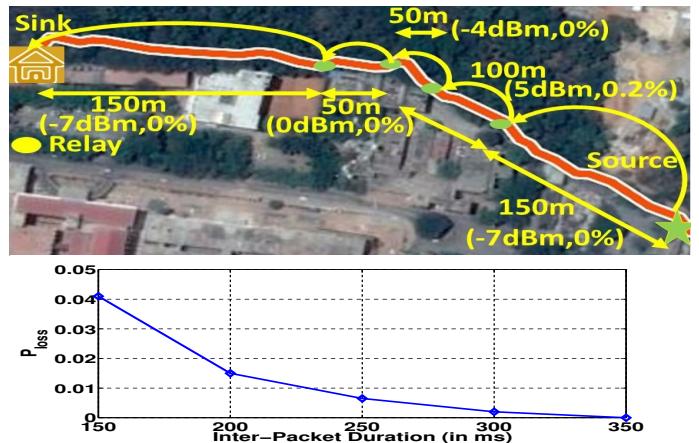 Sink
50m
(-4dBm,0%)
100m
(5dBm,0.2%)
150m
(-7dBm,0%)
50m
(0dBm,0%)
Relay
Source
150m
(-7dBm,0%)
0.05
0.04
0.03
0.02
0.01
0
Ploss
150 200 250 300 350
Inter-Packet Duration (in ms)